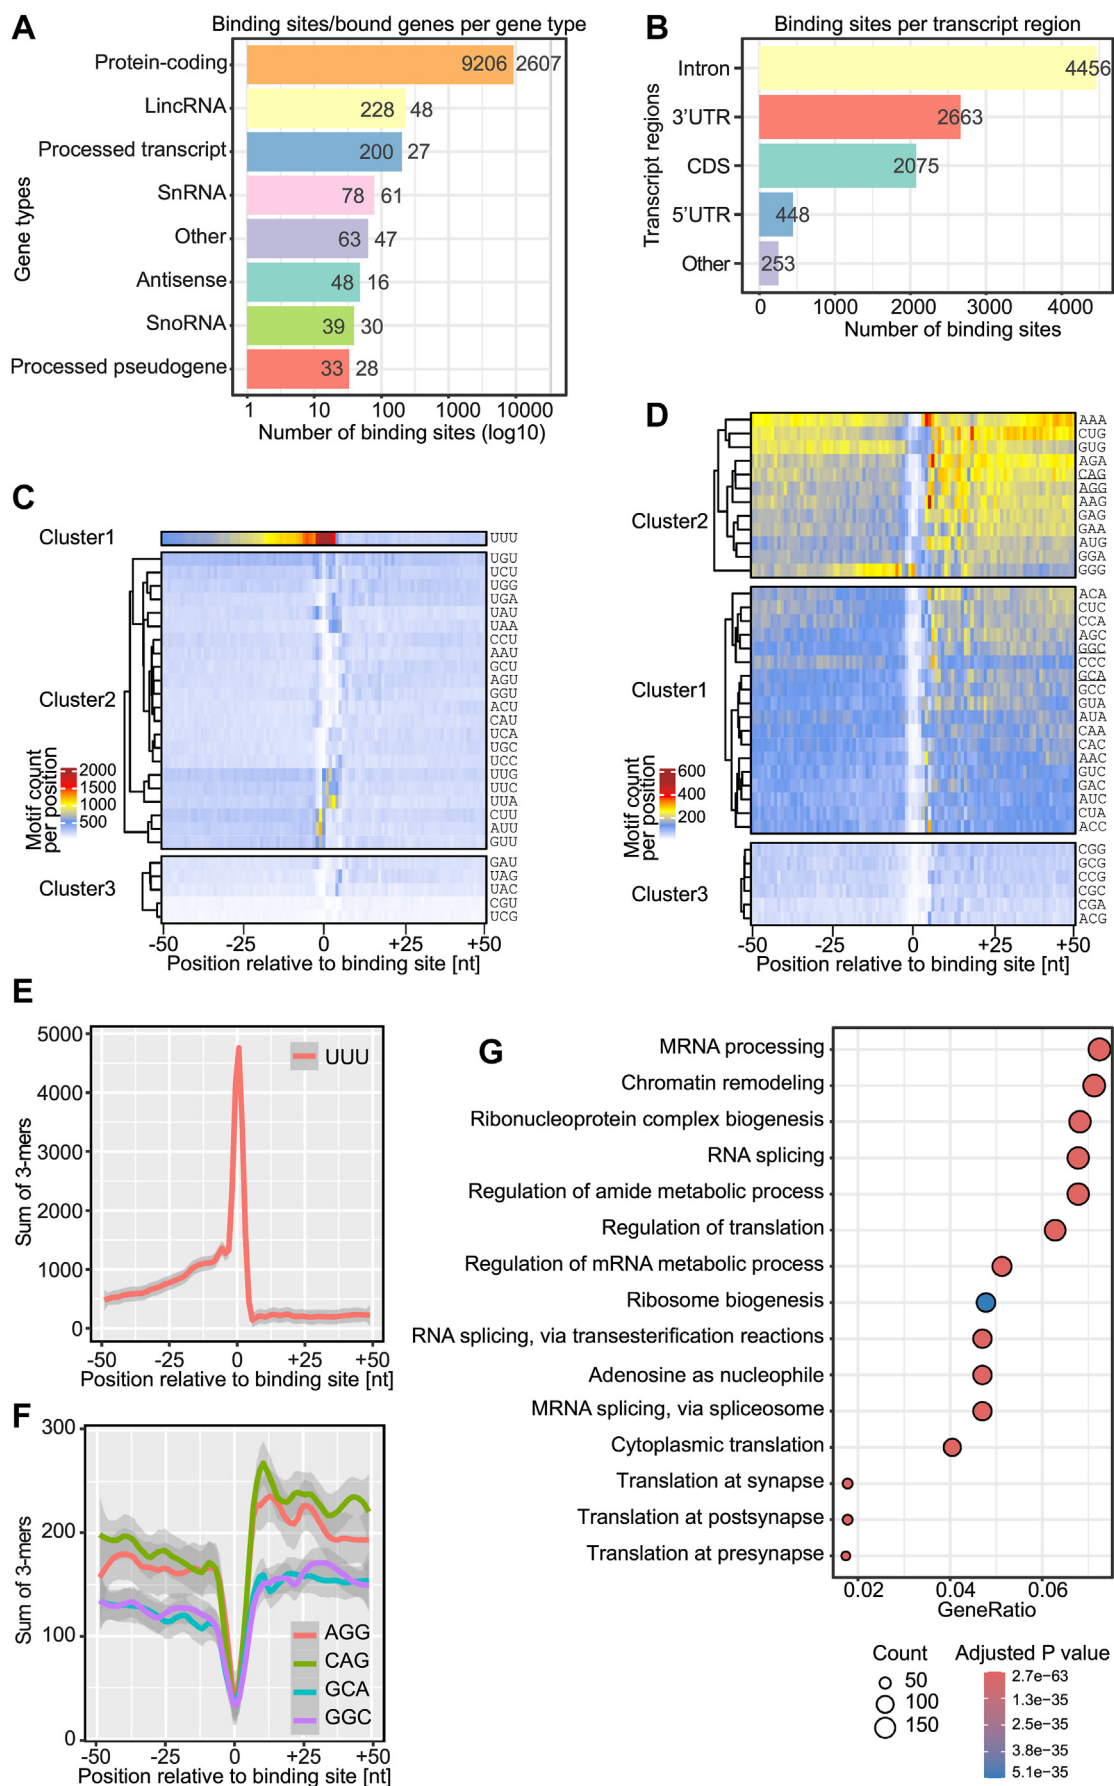 A
Binding sites/bound genes per gene type
Gene types
Protein-coding 9206 2607
LincRNA 228 48
Processed transcript 200 27
SnRNA 78 61
Other 63 47
Antisense 48 16
SnoRNA 39 30
Processed pseudogene 33 28
1 10 100 1000 10000
Number of binding sites (log10)
B
Binding sites per transcript region
Transcript regions
Intron 4456
3’UTR 2663
CDS 2075
5’UTR 448
Other 253
0 1000 2000 3000 4000
Number of binding sites
C
Cluster1
UUU
Cluster2
UGU
UCU
UGG
UGA
UAU
UAA
CCU
AAU
GCU
AGU
GGU
ACU
CAU
UCA
UGC
UCC
UUG
UUC
UUA
CUU
AUU
GUU
Cluster3
GAU
UAG
UAC
CGU
UCG
Motif count
per position
2000
1500
1000
500
-50 -25 0 +25 +50
Position relative to binding site [nt]
D
Cluster2
AAA
CUG
GUG
AGA
CAG
AGG
AAG
GAG
GAA
AUG
GGA
GGG
Cluster1
ACA
CUC
CCA
AGC
GGC
CCC
GCA
GCC
GUA
AUA
CAA
CAC
AAC
GUC
GAC
AUC
CUA
ACC
Cluster3
CGG
GCG
CCG
CGC
CGA
ACG
Motif count
per position
600
400
200
-50 -25 0 +25 +50
Position relative to binding site [nt]
E
Sum of 3-mers
5000
4000
3000
2000
1000
0
UUU
-50 -25 0 +25 +50
Position relative to binding site [nt]
F
Sum of 3-mers
300
200
100
0
AGG
CAG
GCA
GGC
-50 -25 0 +25 +50
Position relative to binding site [nt]
G
MRNA processing
Chromatin remodeling
Ribonucleoprotein complex biogenesis
RNA splicing
Regulation of amide metabolic process
Regulation of translation
Regulation of mRNA metabolic process
Ribosome biogenesis
RNA splicing, via transesterification reactions
Adenosine as nucleophile
MRNA splicing, via spliceosome
Cytoplasmic translation
Translation at synapse
Translation at postsynapse
Translation at presynapse
0.02 0.04 0.06
GeneRatio
Count
50
100
150
Adjusted P value
2.7e-63
1.3e-35
2.5e-35
3.8e-35
5.1e-35